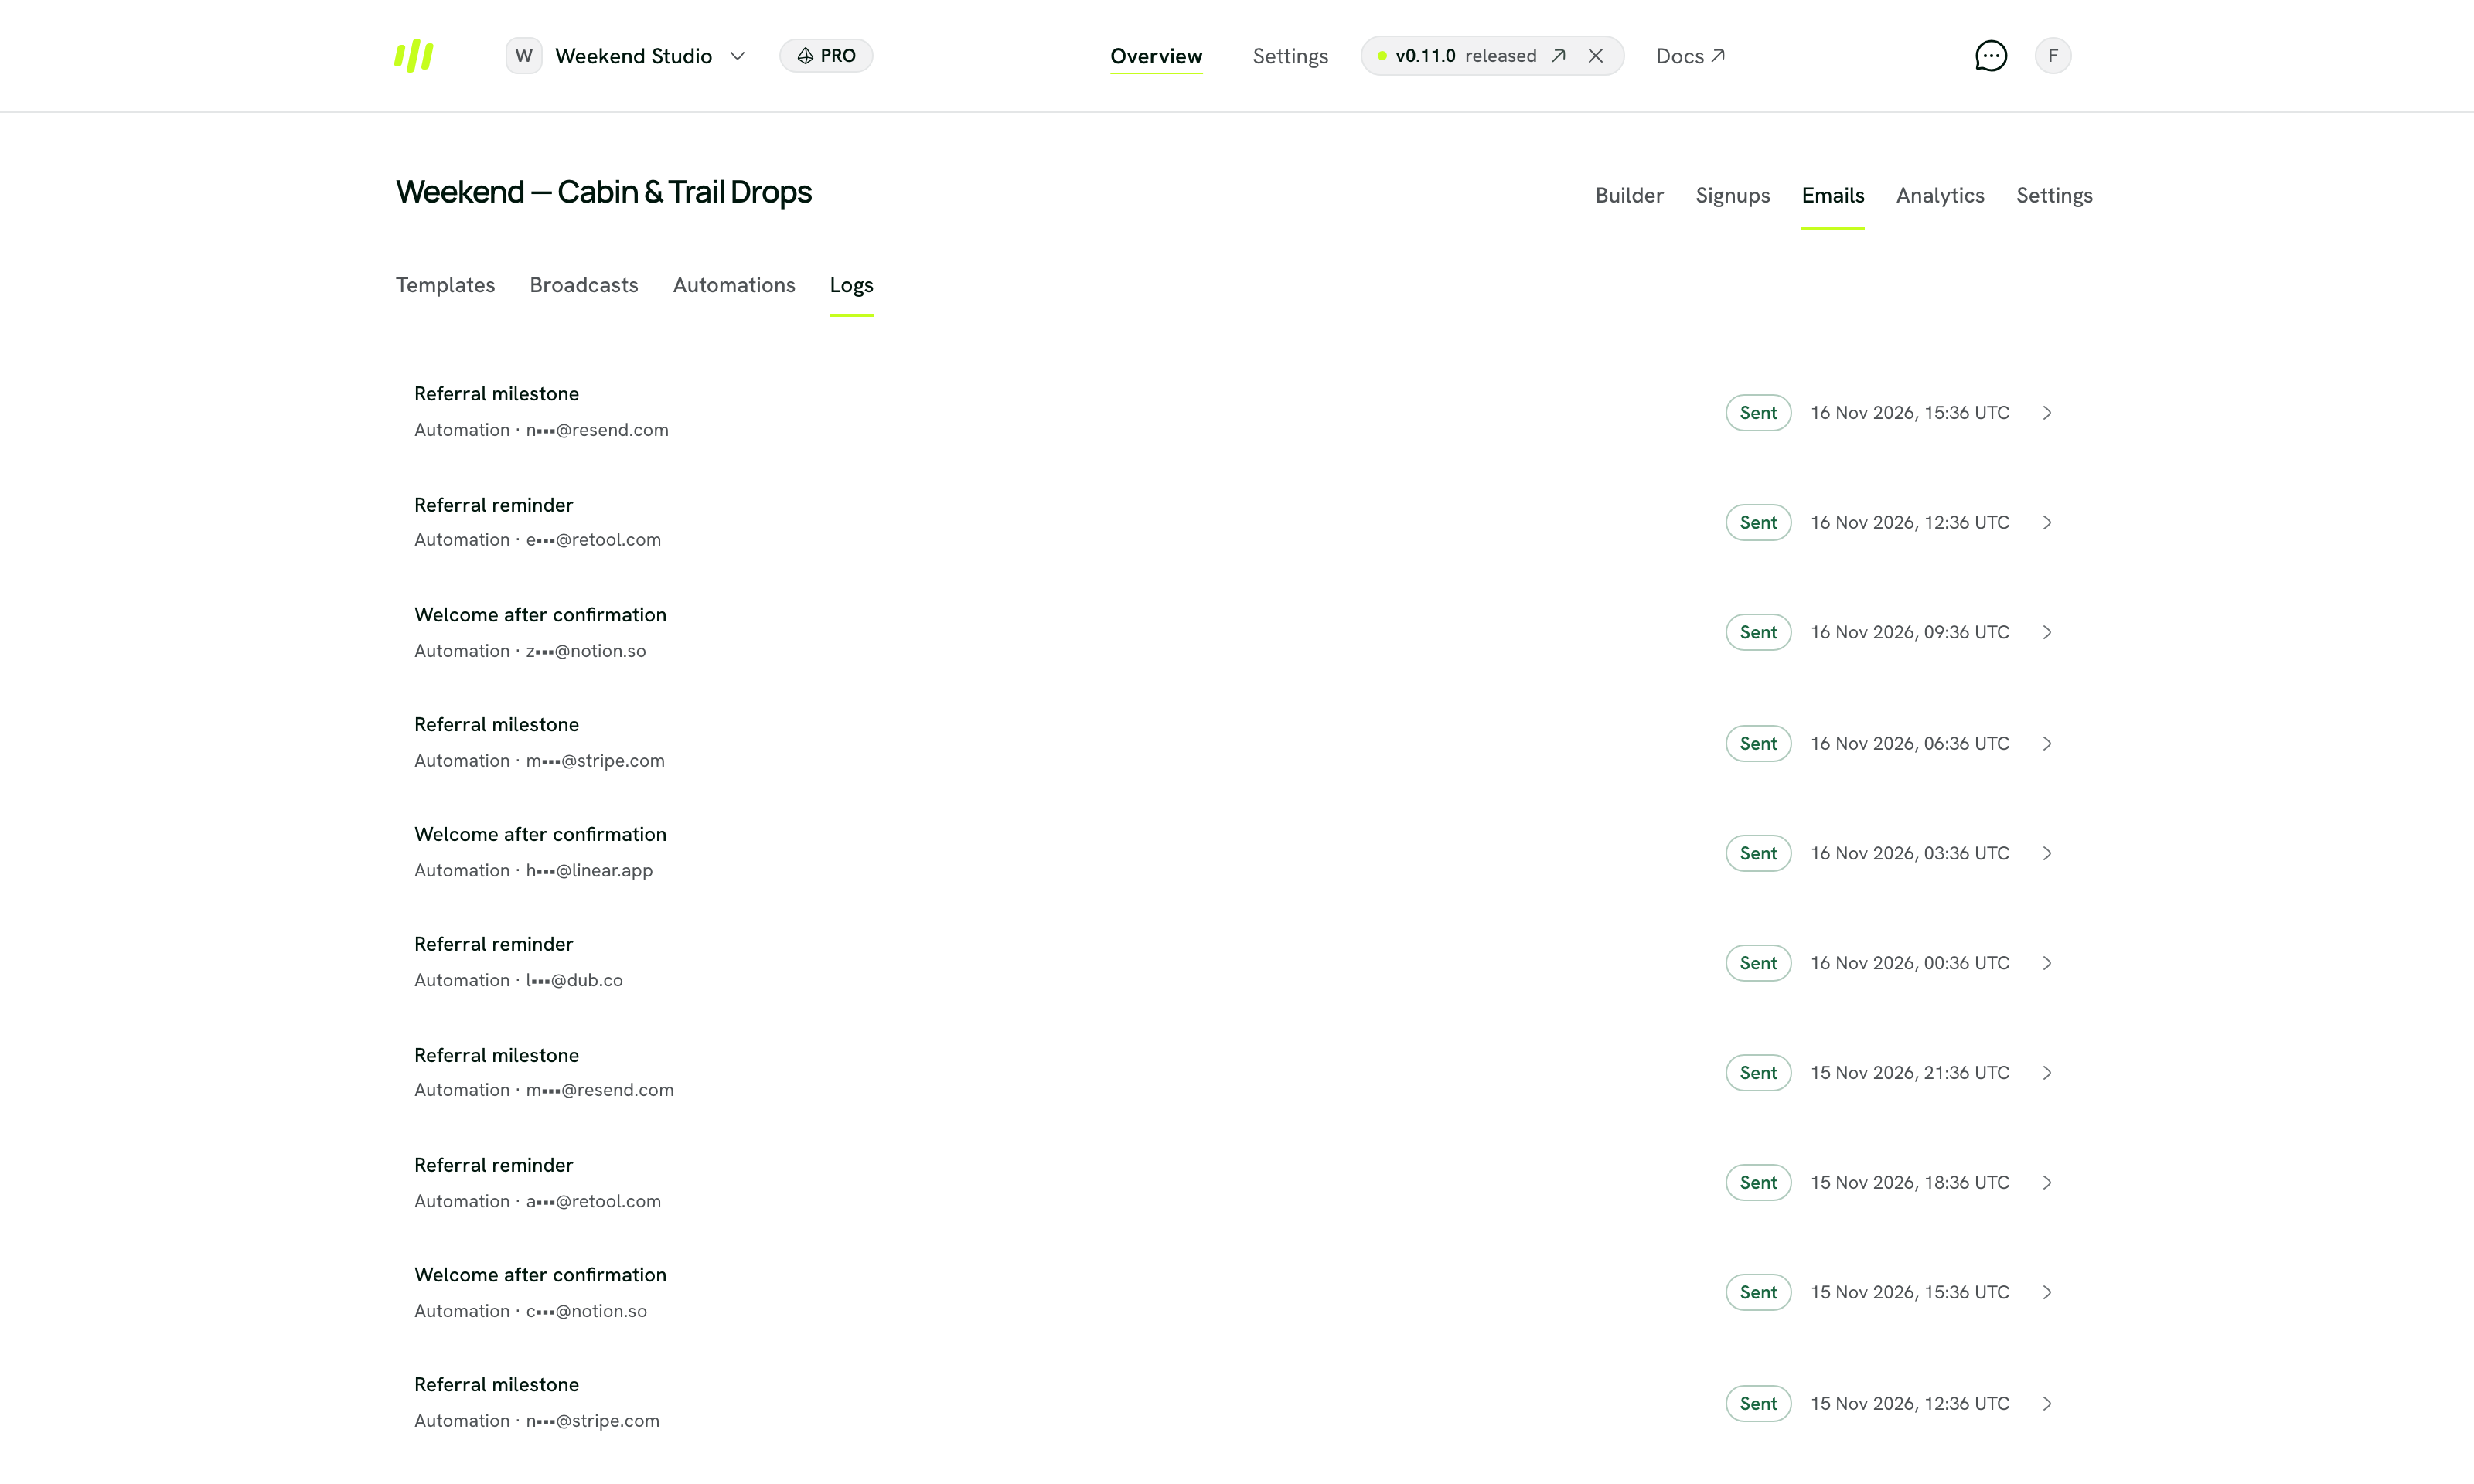 W Weekend Studio PRO Overview Settings v0.11.0 released Docs F
Weekend — Cabin & Trail Drops
Builder Signups Emails Analytics Settings
Templates Broadcasts Automations Logs
Referral milestone
Automation · n▪▪▪@resend.com
Sent 16 Nov 2026, 15:36 UTC
Referral reminder
Automation · e▪▪▪@retool.com
Sent 16 Nov 2026, 12:36 UTC
Welcome after confirmation
Automation · z▪▪▪@notion.so
Sent 16 Nov 2026, 09:36 UTC
Referral milestone
Automation · m▪▪▪@stripe.com
Sent 16 Nov 2026, 06:36 UTC
Welcome after confirmation
Automation · h▪▪▪@linear.app
Sent 16 Nov 2026, 03:36 UTC
Referral reminder
Automation · l▪▪▪@dub.co
Sent 16 Nov 2026, 00:36 UTC
Referral milestone
Automation · m▪▪▪@resend.com
Sent 15 Nov 2026, 21:36 UTC
Referral reminder
Automation · a▪▪▪@retool.com
Sent 15 Nov 2026, 18:36 UTC
Welcome after confirmation
Automation · c▪▪▪@notion.so
Sent 15 Nov 2026, 15:36 UTC
Referral milestone
Automation · n▪▪▪@stripe.com
Sent 15 Nov 2026, 12:36 UTC